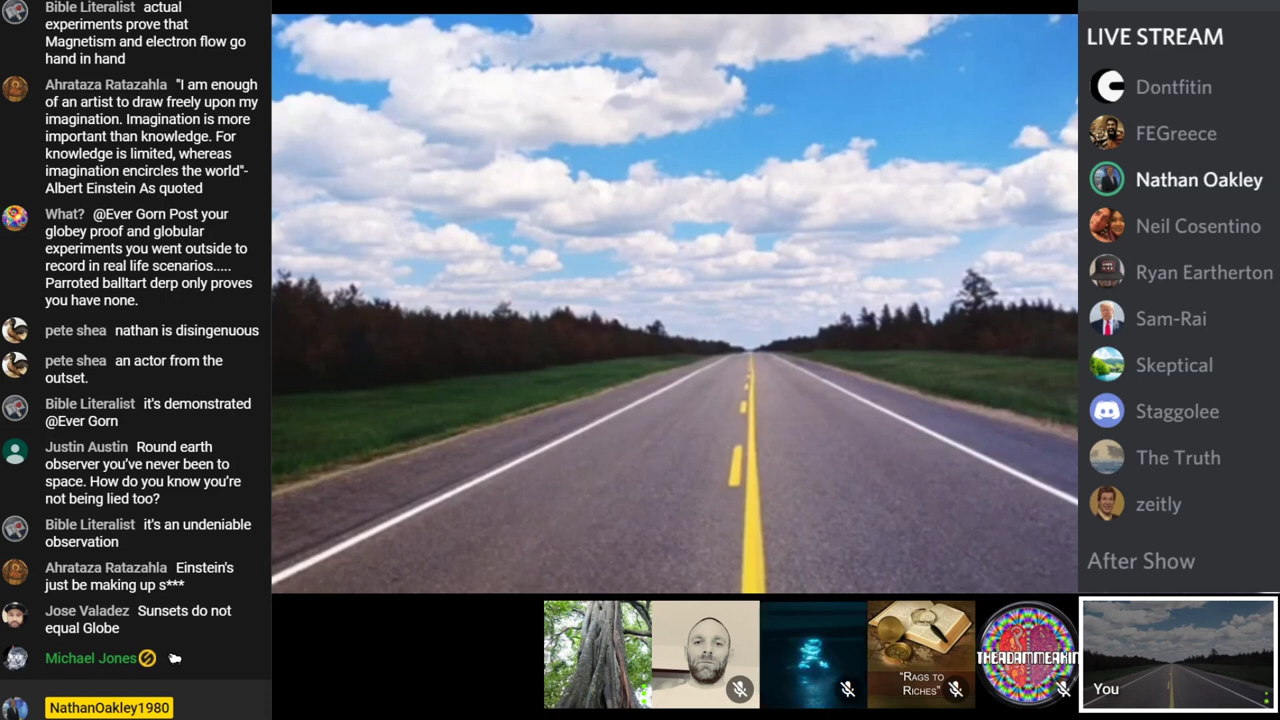 Bible Literalist actual
experiments prove that
Magnetism and electron flow go
hand in hand
Ahrataza Ratazahla "I am enough
of an artist to draw freely upon my
imagination. Imagination is more
important than knowledge. For
knowledge is limited, whereas
imagination encircles the world"-
Albert Einstein As quoted
What? @Ever Gorn Post your
globey proof and globular
experiments you went outside to
record in real life scenarios.....
Parroted balltart derp only proves
you have none.
pete shea nathan is disingenuous
pete shea an actor from the
outset.
Bible Literalist it's demonstrated
@Ever Gorn
Justin Austin Round earth
observer you've never been to
space. How do you know you're
not being lied too?
Bible Literalist it's an undeniable
observation
Ahrataza Ratazahla Einstein's
just be making up s***
Jose Valadez Sunsets do not
equal Globe
Michael Jones
NathanOakley1980
LIVE STREAM
Dontfitin
FEGreece
Nathan Oakley
Neil Cosentino
Ryan Eartherton
Sam-Rai
Skeptical
Staggolee
The Truth
zeitly
After Show
"RAGS TO
RICHES"
THEADAMMEAKIN
You